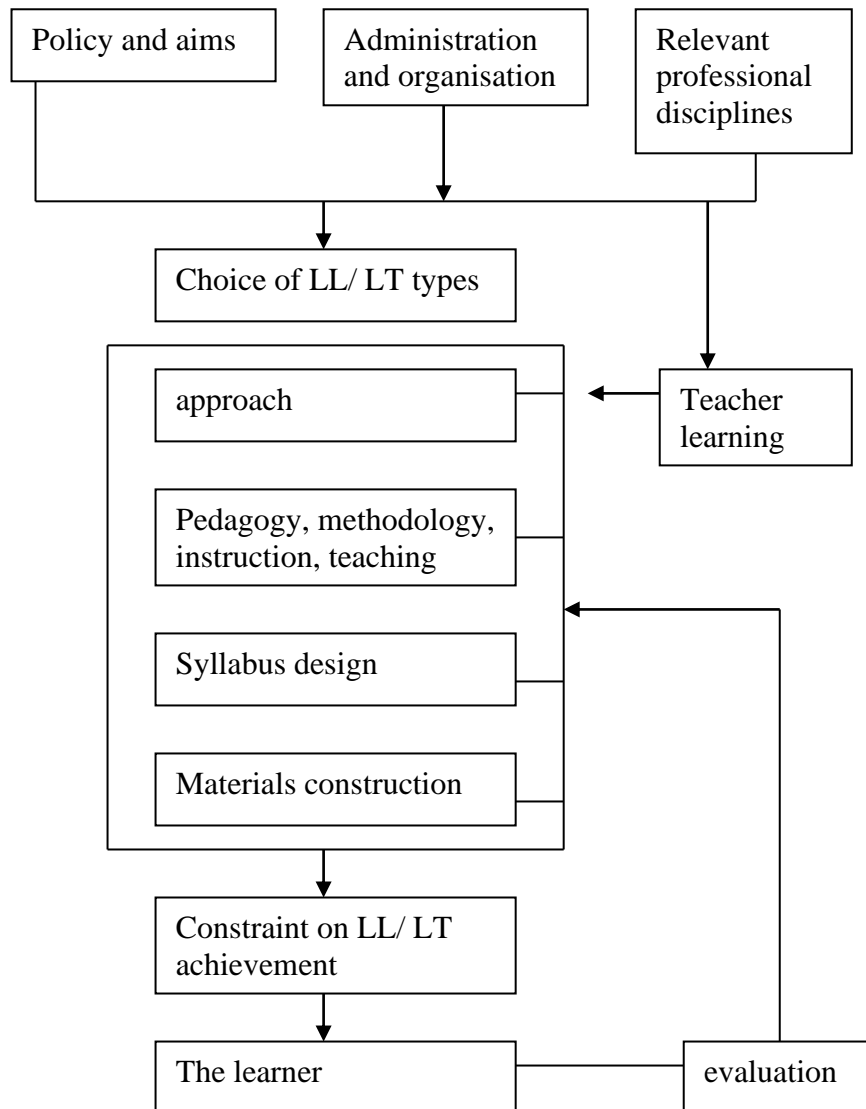 Policy and aims
Administration
and organisation
Relevant
professional
disciplines
Choice of LL/ LT types
approach
Teacher
learning
Pedagogy, methodology,
instruction, teaching
Syllabus design
Materials construction
Constraint on LL/ LT
achievement
The learner
evaluation